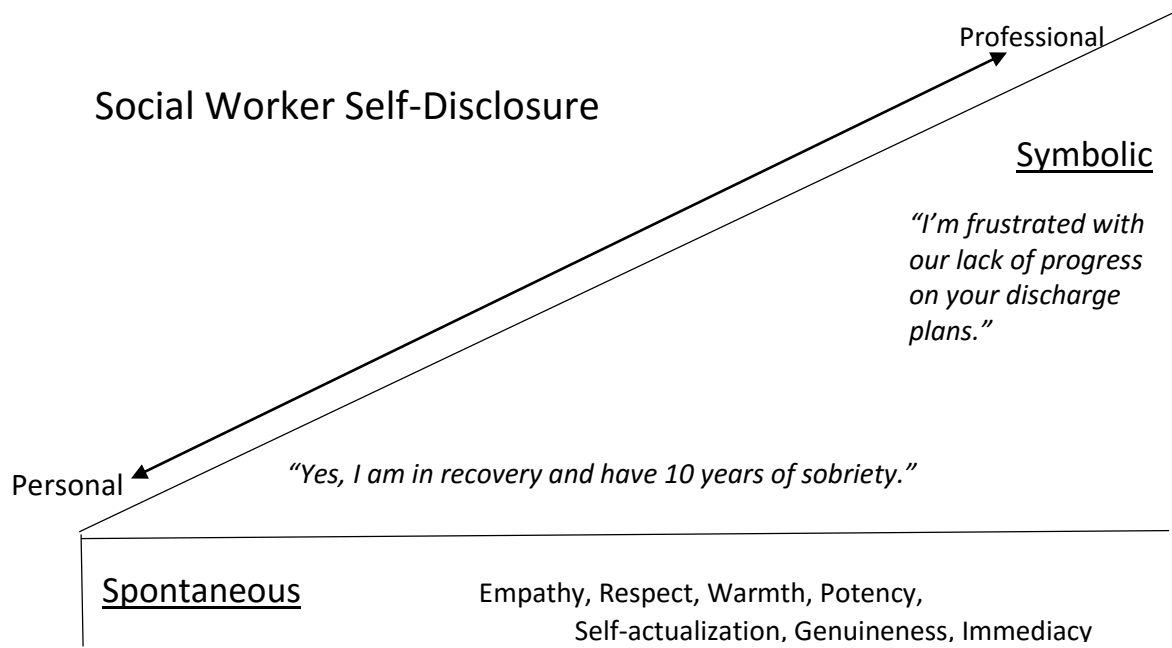 Professional
Social Worker Self-Disclosure
Symbolic
“I’m frustrated with
our lack of progress
on your discharge
plans.”
Personal
“Yes, I am in recovery and have 10 years of sobriety.”
Spontaneous
Empathy, Respect, Warmth, Potency,
Self-actualization, Genuineness, Immediacy